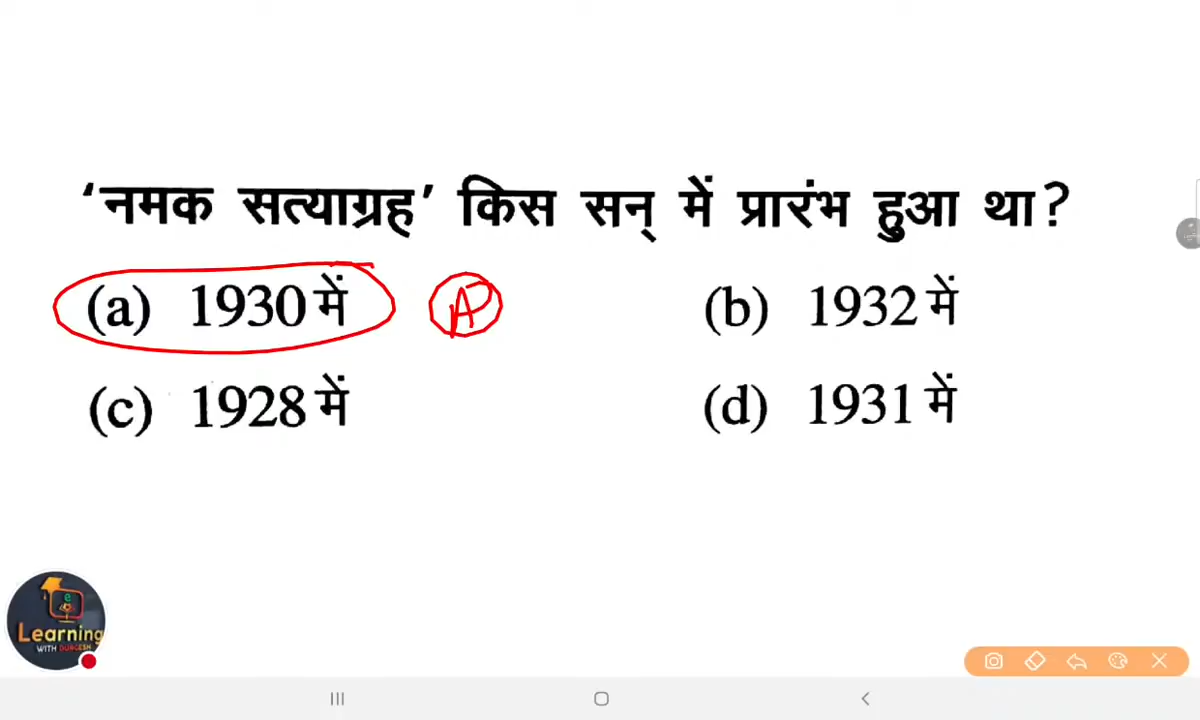 ‘नमक सत्याग्रह’ किस सन् में प्रारंभ हुआ था?
(a) 1930 में A (b) 1932 में
(c) 1928 में (d) 1931 में
Learning
WITH DURGESH